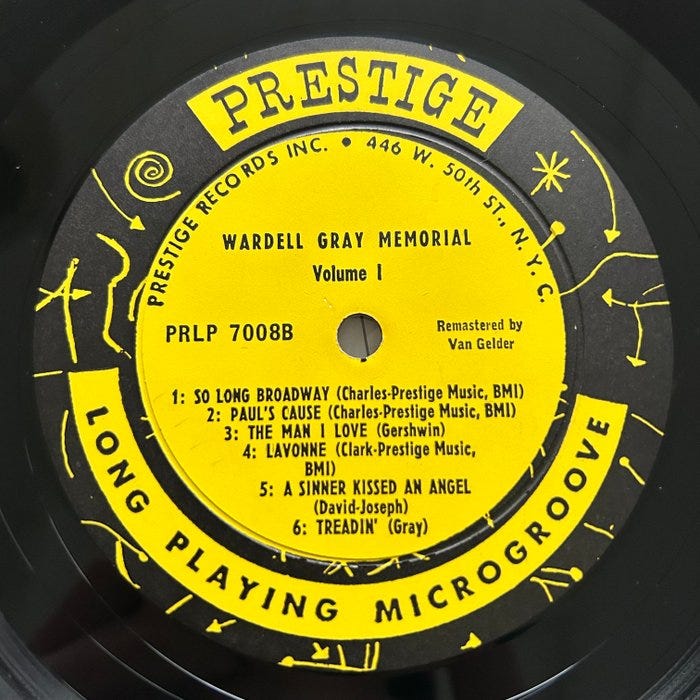 PRESTIGE
PRESTIGE RECORDS INC. • 446 W. 50th ST., N.Y.C.
WARDELL GRAY MEMORIAL
Volume 1
PRLP 7008B
Remastered by
Van Gelder
1: SO LONG BROADWAY (Charles-Prestige Music, BMI)
2: PAUL'S CAUSE (Charles-Prestige Music, BMI)
3: THE MAN I LOVE (Gershwin)
4: LAVONNE (Clark-Prestige Music,
BMI)
5: A SINNER KISSED AN ANGEL
(David-Joseph)
6: TREADIN' (Gray)
LONG PLAYING MICROGROOVE